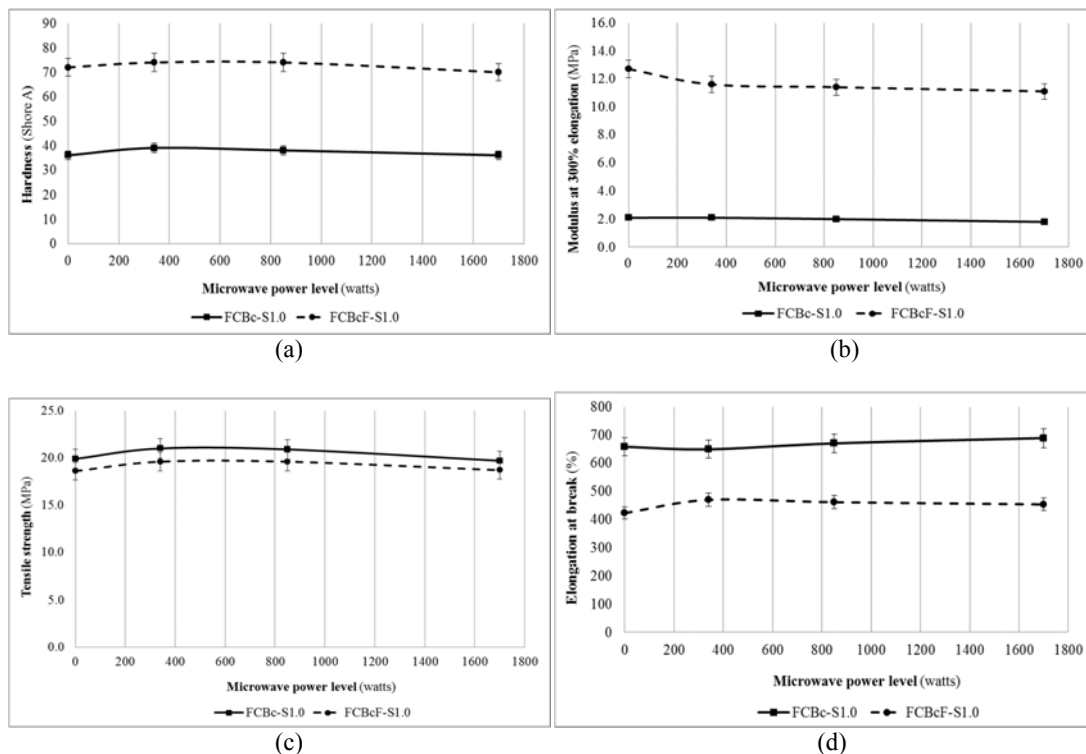 Hardness (Shore A)
90
80
70
60
50
40
30
20
10
0
0 200 400 600 800 1000 1200 1400 1600 1800
Microwave power level (watts)
FCBc-S1.0 FCBcF-S1.0
(a)
Modulus at 300% elongation (MPa)
16.0
14.0
12.0
10.0
8.0
6.0
4.0
2.0
0.0
0 200 400 600 800 1000 1200 1400 1600 1800
Microwave power level (watts)
FCBc-S1.0 FCBcF-S1.0
(b)
Tensile strength (MPa)
25.0
20.0
15.0
10.0
5.0
0.0
0 200 400 600 800 1000 1200 1400 1600 1800
Microwave power level (watts)
FCBc-S1.0 FCBcF-S1.0
(c)
Elongation at break (%)
800
700
600
500
400
300
200
100
0
0 200 400 600 800 1000 1200 1400 1600 1800
Microwave power level (watts)
FCBc-S1.0 FCBcF-S1.0
(d)